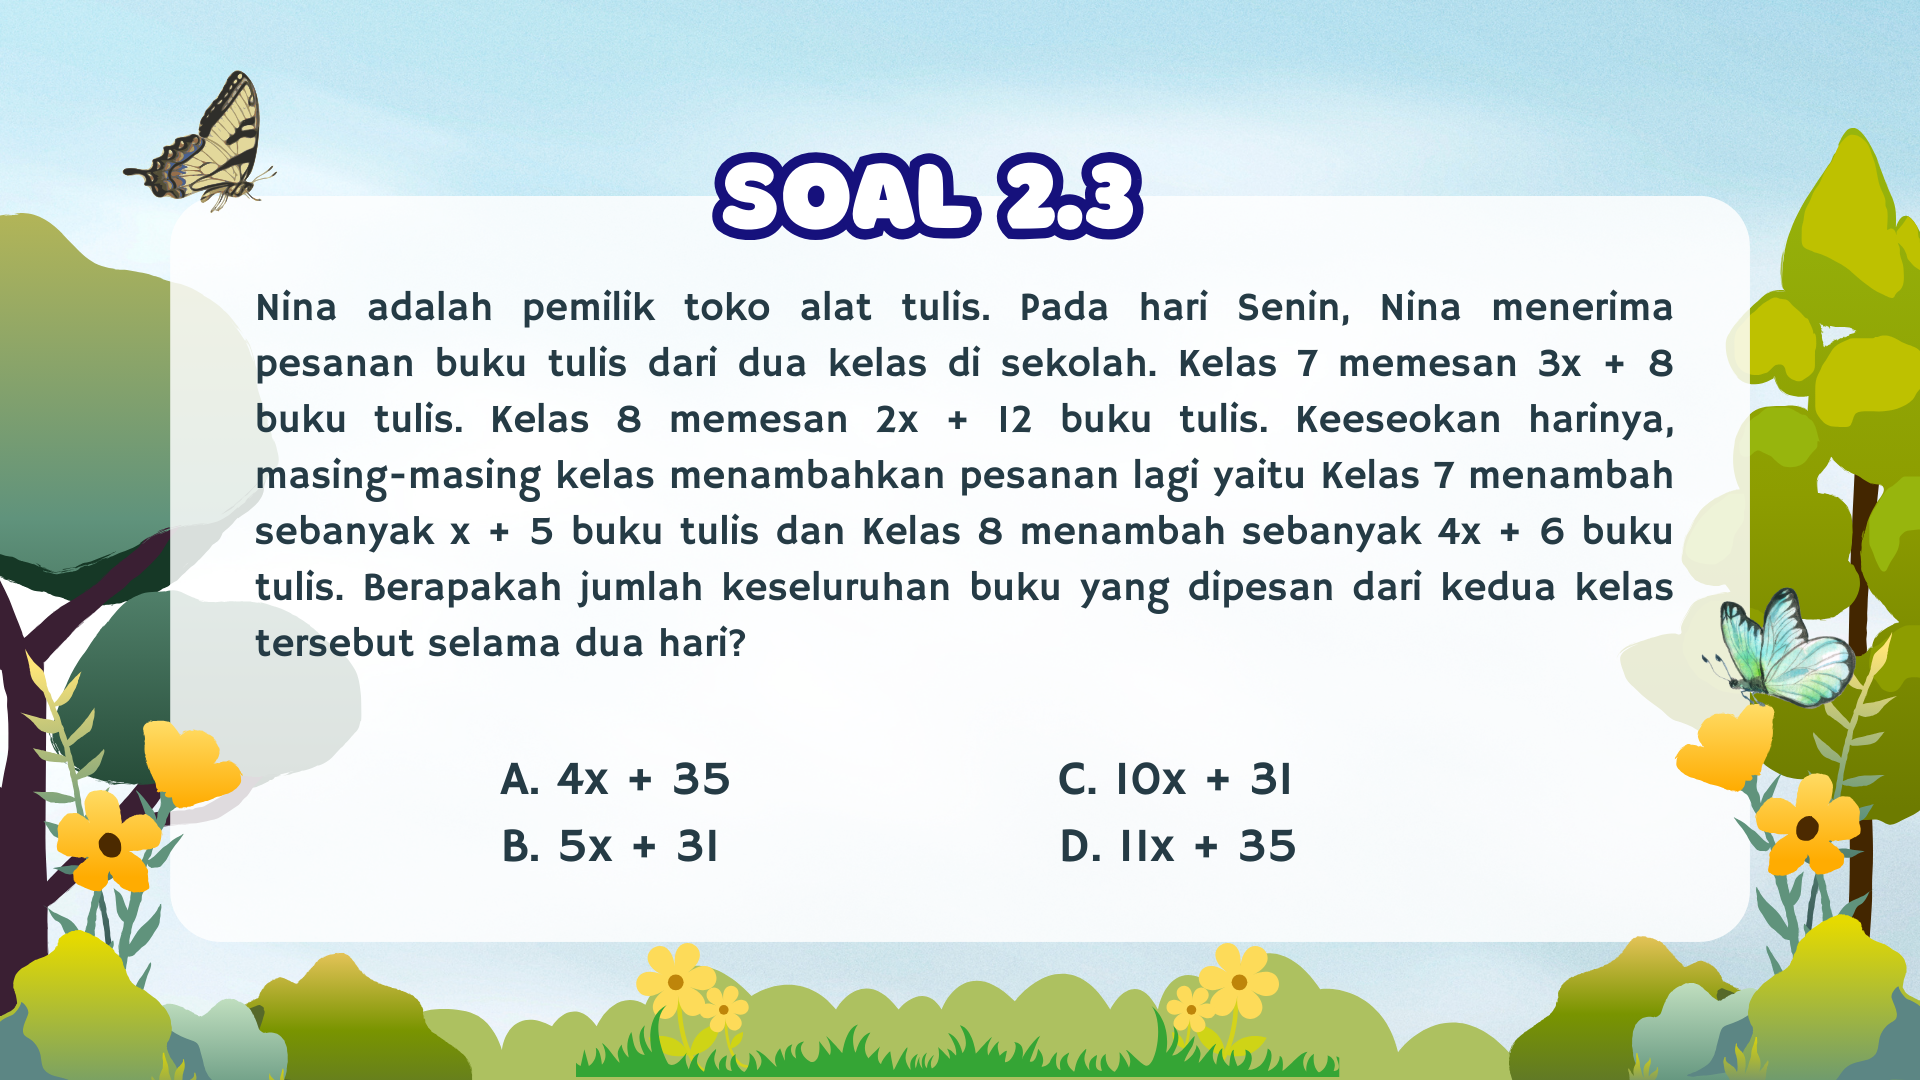 SOAL 2.3
Nina adalah pemilik toko alat tulis. Pada hari Senin, Nina menerima
pesanan buku tulis dari dua kelas di sekolah. Kelas 7 memesan 3x + 8
buku tulis. Kelas 8 memesan 2x + 12 buku tulis. Keeseokan harinya,
masing-masing kelas menambahkan pesanan lagi yaitu Kelas 7 menambah
sebanyak x + 5 buku tulis dan Kelas 8 menambah sebanyak 4x + 6 buku
tulis. Berapakah jumlah keseluruhan buku yang dipesan dari kedua kelas
tersebut selama dua hari?
A. 4x + 35
B. 5x + 31
C. 10x + 31
D. 11x + 35